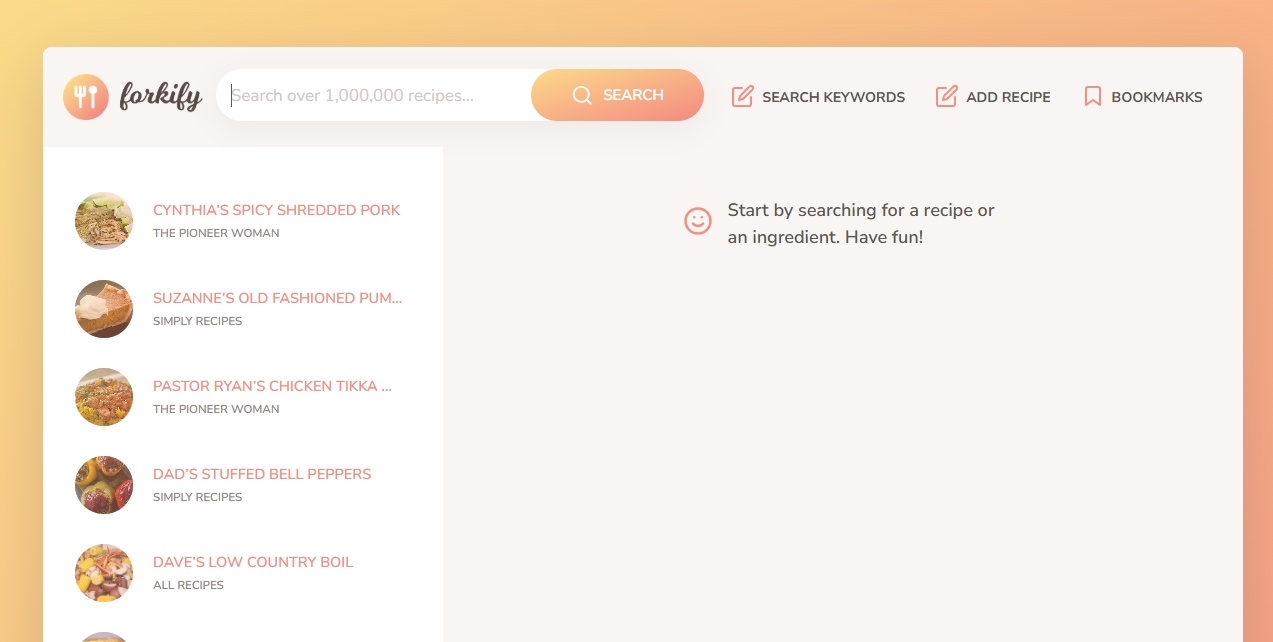 forkify
Search over 1,000,000 recipes...
SEARCH
SEARCH KEYWORDS
ADD RECIPE
BOOKMARKS
CYNTHIA'S SPICY SHREDDED PORK
THE PIONEER WOMAN
SUZANNE'S OLD FASHIONED PUM...
SIMPLY RECIPES
PASTOR RYAN'S CHICKEN TIKKA ...
THE PIONEER WOMAN
DAD'S STUFFED BELL PEPPERS
SIMPLY RECIPES
DAVE'S LOW COUNTRY BOIL
ALL RECIPES
Start by searching for a recipe or
an ingredient. Have fun!